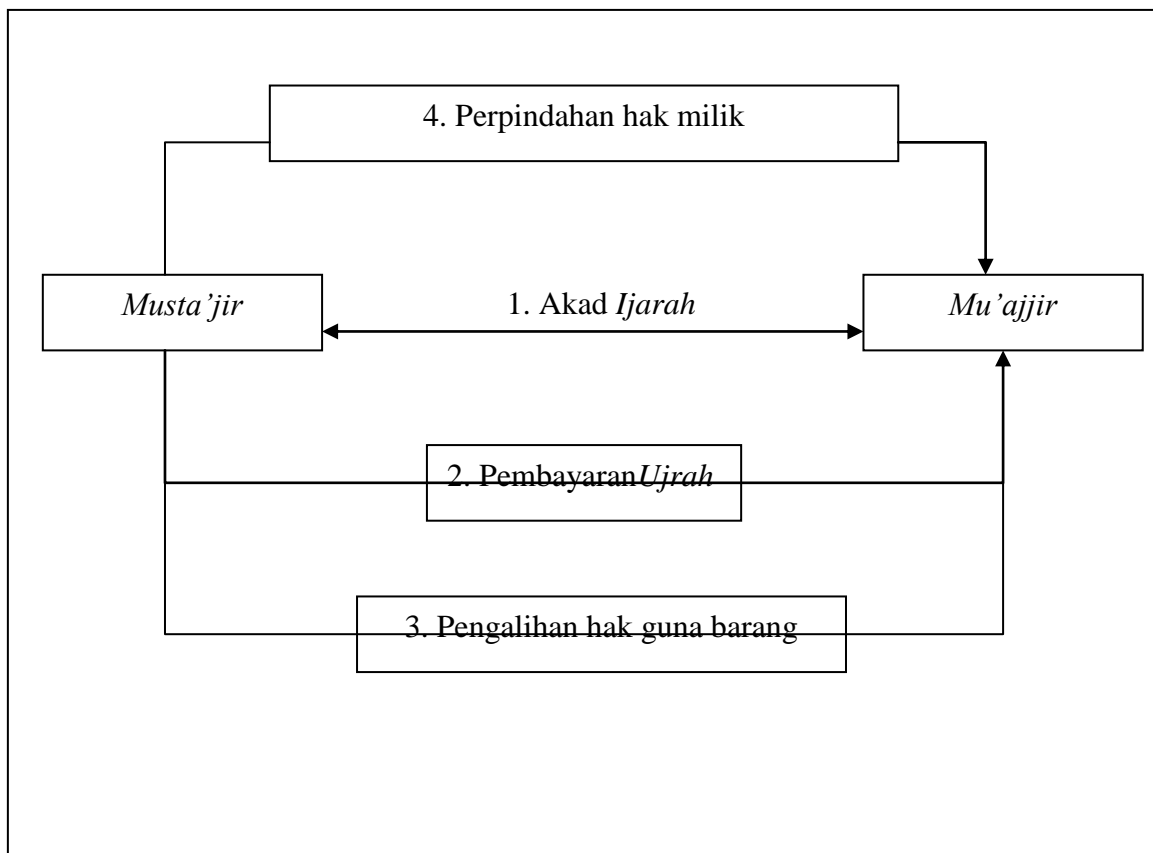 4. Perpindahan hak milik
Musta’jir
1. Akad Ijarah
Mu’ajjir
2. PembayaranUjrah
3. Pengalihan hak guna barang